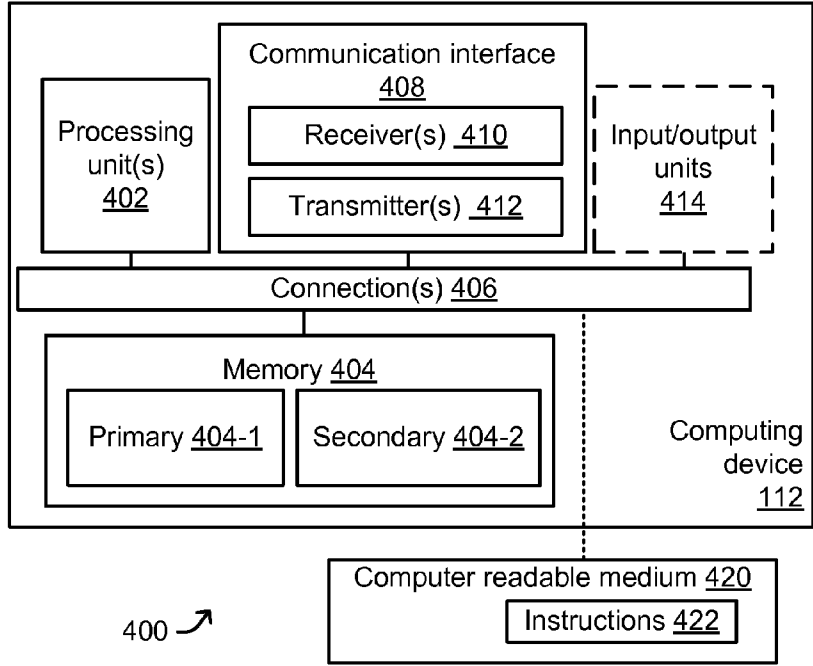 Communication interface
408
Receiver(s) 410
Transmitter(s) 412
Processing
unit(s)
402
Input/output
units
414
Connection(s) 406
Memory 404
Primary 404-1
Secondary 404-2
Computing
device
112
Computer readable medium 420
Instructions 422
400